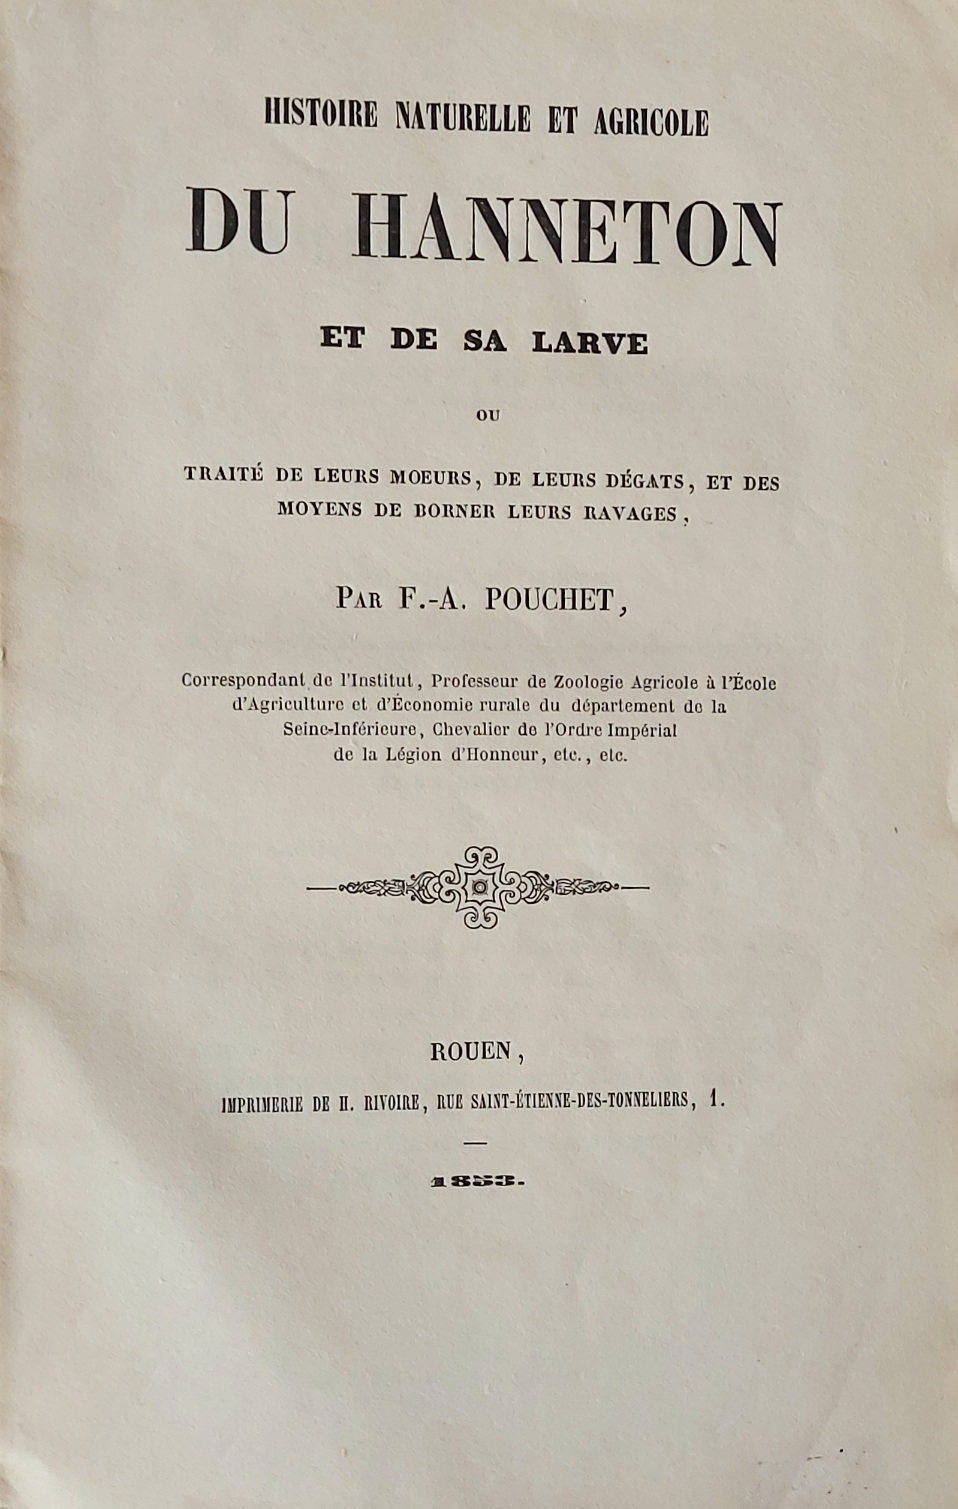 HISTOIRE NATURELLE ET AGRICOLE
DU HANNETON
ET DE SA LARVE
OU
TRAITÉ DE LEURS MOEURS, DE LEURS DÉGATS, ET DES
MOYENS DE BORNER LEURS RAVAGES,
PAR F.-A. POUCHET,
Correspondant de l'Institut, Professeur de Zoologie Agricole à l'École
d'Agriculture et d'Économie rurale du département de la
Seine-Inférieure, Chevalier de l'Ordre Impérial
de la Légion d'Honneur, etc., etc.
ROUEN,
IMPRIMERIE DE H. RIVOIRE, RUE SAINT-ÉTIENNE-DES-TONNELIERS, 1.
1853.